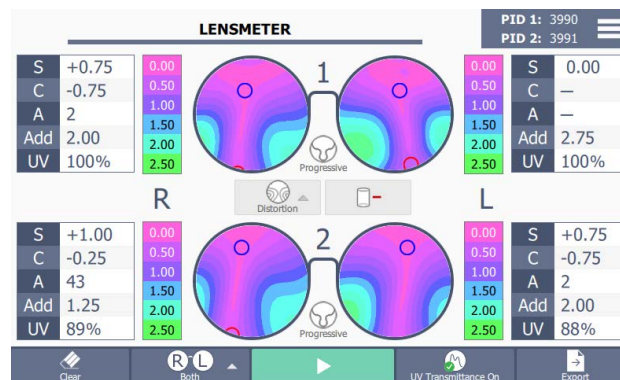 LENSMETER
PID 1: 3990
PID 2: 3991
S +0.75
C -0.75
A 2
Add 2.00
UV 100%
0.00
0.50
1.00
1.50
2.00
2.50
1
Progressive
0.00
0.50
1.00
1.50
2.00
2.50
S 0.00
C —
A —
Add 2.75
UV 100%
R
Distortion
L
S +1.00
C -0.25
A 43
Add 1.25
UV 89%
0.00
0.50
1.00
1.50
2.00
2.50
2
Progressive
0.00
0.50
1.00
1.50
2.00
2.50
S +0.75
C -0.75
A 2
Add 2.00
UV 88%
Clear
R L
Both
UV Transmittance On
Export